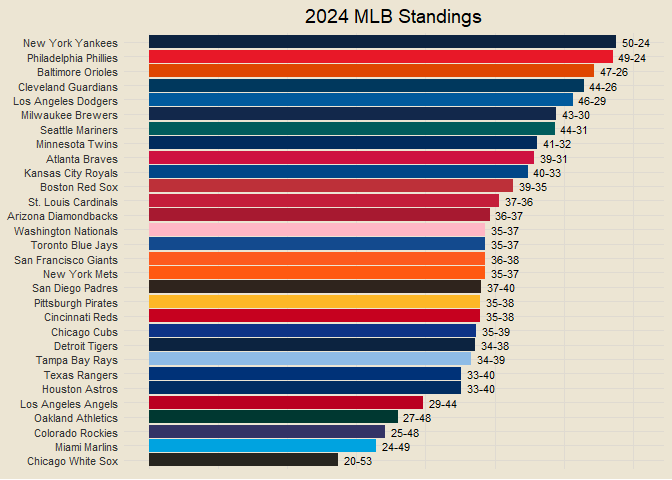 2024 MLB Standings
New York Yankees 50-24
Philadelphia Phillies 49-24
Baltimore Orioles 47-26
Cleveland Guardians 44-26
Los Angeles Dodgers 46-29
Milwaukee Brewers 43-30
Seattle Mariners 44-31
Minnesota Twins 41-32
Atlanta Braves 39-31
Kansas City Royals 40-33
Boston Red Sox 39-35
St. Louis Cardinals 37-36
Arizona Diamondbacks 36-37
Washington Nationals 35-37
Toronto Blue Jays 35-37
San Francisco Giants 36-38
New York Mets 35-37
San Diego Padres 37-40
Pittsburgh Pirates 35-38
Cincinnati Reds 35-38
Chicago Cubs 35-39
Detroit Tigers 34-38
Tampa Bay Rays 34-39
Texas Rangers 33-40
Houston Astros 33-40
Los Angeles Angels 29-44
Oakland Athletics 27-48
Colorado Rockies 25-48
Miami Marlins 24-49
Chicago White Sox 20-53